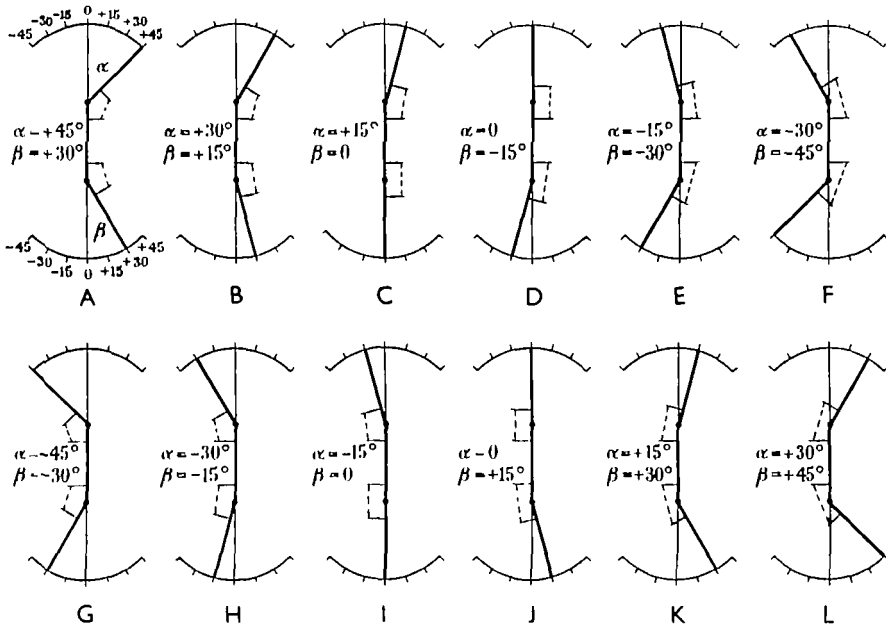 -45 -30 -15 0 +15 +30 +45
α
α=+45°
β=+30°
β
-45 -30 -15 0 +15 +30 +45
A
α=+30°
β=+15°
B
α=+15°
β=0
C
α=0
β=-15°
D
α=-15°
β=-30°
E
α=-30°
β=-45°
F
α=-45°
β=-30°
G
α=-30°
β=-15°
H
α=-15°
β=0
I
α=0
β=+15°
J
α=+15°
β=+30°
K
α=+30°
β=+45°
L